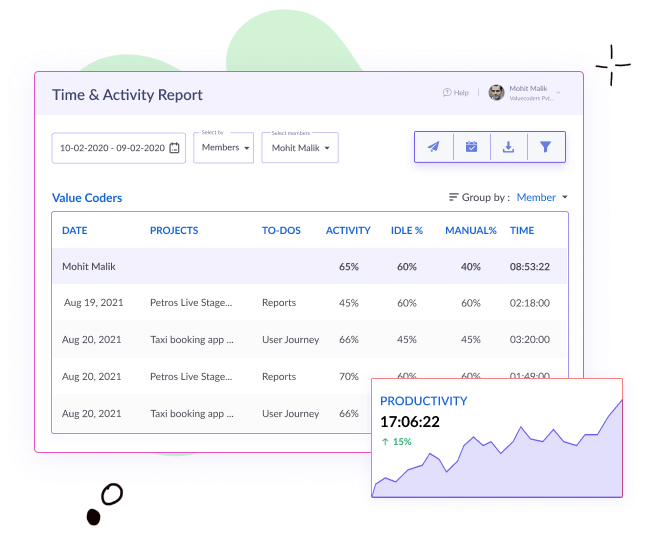 Time & Activity Report
Help
Mohit Malik
Valuecoders Pvt...
Select by
Select members
10-02-2020 - 09-02-2020
Members
Mohit Malik
Value Coders
Group by : Member
DATE PROJECTS TO-DOS ACTIVITY IDLE % MANUAL% TIME
Mohit Malik 65% 60% 40% 08:53:22
Aug 19, 2021 Petros Live Stage... Reports 45% 60% 60% 02:18:00
Aug 20, 2021 Taxi booking app ... User Journey 66% 45% 45% 03:20:00
Aug 20, 2021 Petros Live Stage... Reports 70% 60% 60% 01:49:00
Aug 20, 2021 Taxi booking app ... User Journey 66%
PRODUCTIVITY
17:06:22
↑ 15%